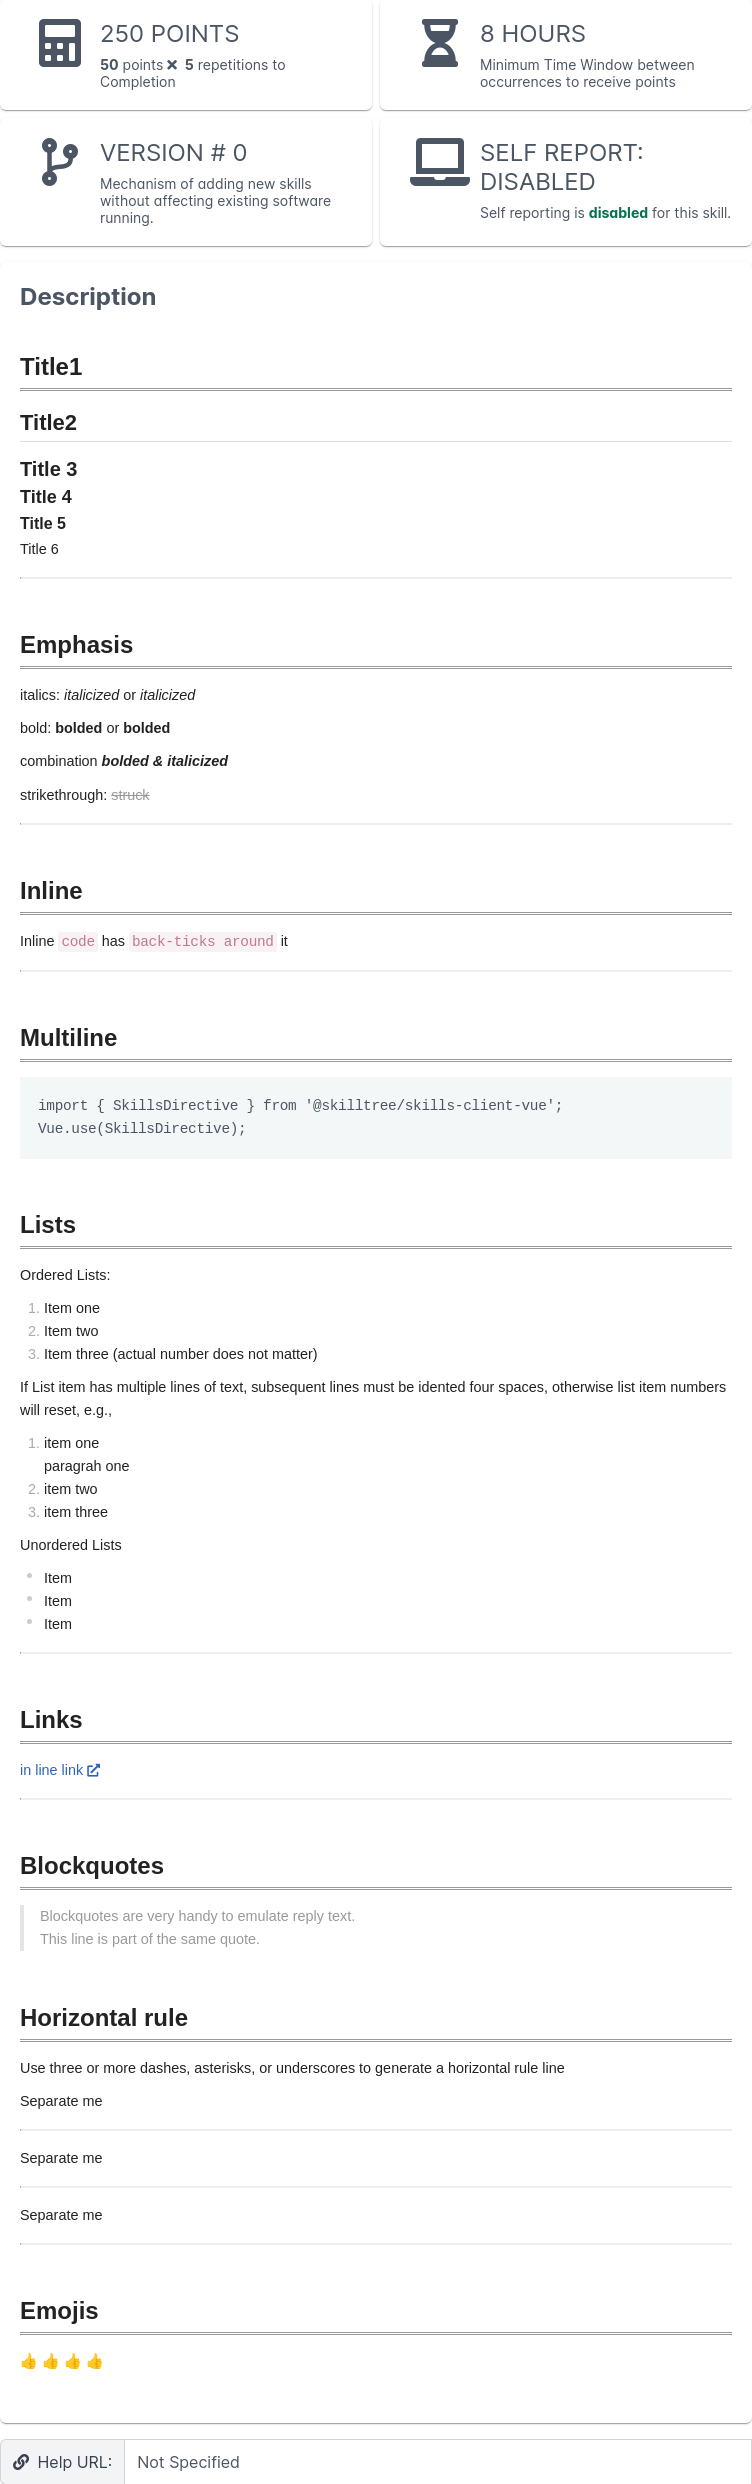 250 POINTS
50 points ✖ 5 repetitions to
Completion
8 HOURS
Minimum Time Window between
occurrences to receive points
VERSION # 0
Mechanism of adding new skills
without affecting existing software
running.
SELF REPORT:
DISABLED
Self reporting is disabled for this skill.
Description
Title1
Title2
Title 3
Title 4
Title 5
Title 6
Emphasis
italics: italicized or italicized
bold: bolded or bolded
combination bolded & italicized
strikethrough: struck
Inline
Inline code has back-ticks around it
Multiline
import { SkillsDirective } from '@skilltree/skills-client-vue';
Vue.use(SkillsDirective);
Lists
Ordered Lists:
1. Item one
2. Item two
3. Item three (actual number does not matter)
If List item has multiple lines of text, subsequent lines must be idented four spaces, otherwise list item numbers
will reset, e.g.,
1. item one
paragrah one
2. item two
3. item three
Unordered Lists
• Item
• Item
• Item
Links
in line link
Blockquotes
Blockquotes are very handy to emulate reply text.
This line is part of the same quote.
Horizontal rule
Use three or more dashes, asterisks, or underscores to generate a horizontal rule line
Separate me
Separate me
Separate me
Emojis
👍 👍 👍 👍
Help URL: Not Specified